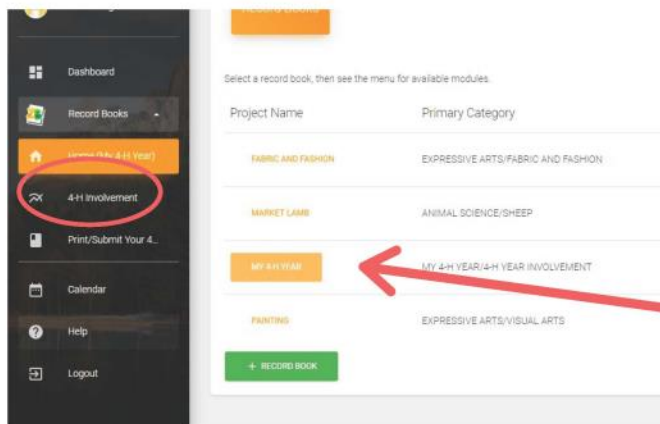 RECORD BOOKS
Dashboard
Record Books
Home (My 4-H Year)
4-H Involvement
Print/Submit Your 4...
Calendar
Help
Logout
Select a record book, then see the menu for available modules.
Project Name Primary Category
FABRIC AND FASHION EXPRESSIVE ARTS/FABRIC AND FASHION
MARKET LAMB ANIMAL SCIENCE/SHEEP
MY 4-H YEAR MY 4-H YEAR/4-H YEAR INVOLVEMENT
PAINTING EXPRESSIVE ARTS/VISUAL ARTS
+ RECORD BOOK